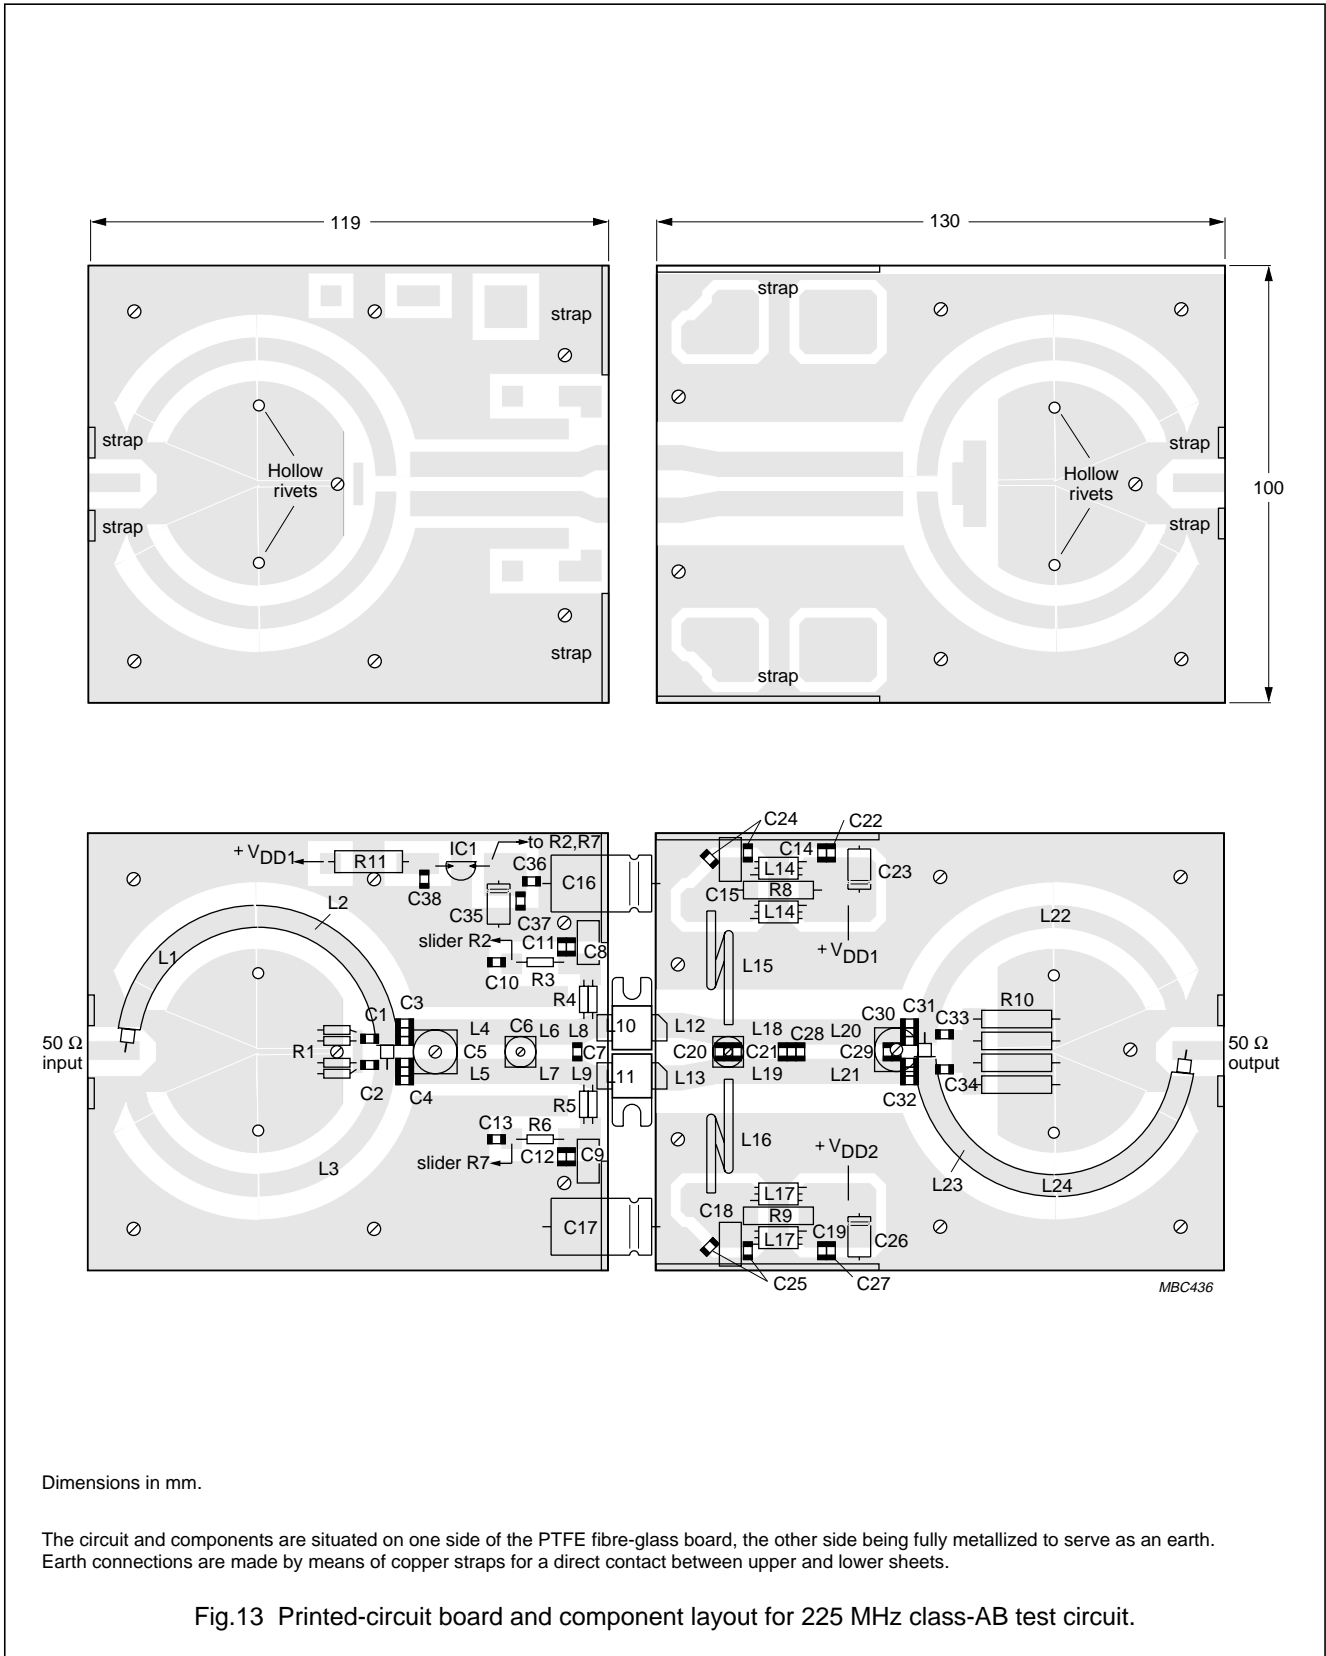 119
130
strap
strap
strap
strap
strap
Hollow
rivets
Hollow
rivets
100
strap
strap
strap
strap
+ VDD1
R11
IC1
to R2,R7
C36
C16
C38
C35
C37
L2
L1
slider R2
C11
C8
C10
R3
R4
C1
C3
L4
C6
L6
L8
L10
50 Ω
input
R1
C5
C7
L5
L7
L9
L11
C2
C4
R5
C13
R6
slider R7
C12
C9
L3
C17
C24
C22
C14
L14
C15
R8
C23
L14
L22
+ VDD1
L15
C31
R10
C30
C33
L12
L18
C28
L20
C20
C21
C29
50 Ω
output
L13
L19
L21
C34
C32
L16
+ VDD2
L23
L24
L17
C18
R9
C19
L17
C26
C25
C27
MBC436
Dimensions in mm.
The circuit and components are situated on one side of the PTFE fibre-glass board, the other side being fully metallized to serve as an earth.
Earth connections are made by means of copper straps for a direct contact between upper and lower sheets.
Fig.13 Printed-circuit board and component layout for 225 MHz class-AB test circuit.